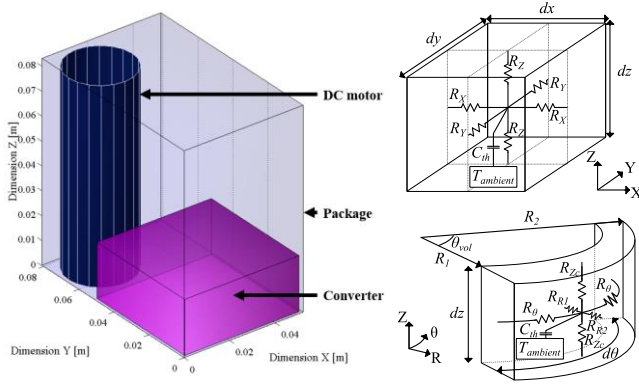 0.08
0.07
0.06
0.05
0.04
0.03
0.02
0.01
0
0.08
0.06
0.04
0.02
0
0
0.02
0.04
Dimension Z [m]
Dimension Y [m]
Dimension X [m]
DC motor
Package
Converter
dx
dy
dz
R_Z
R_Y
R_X
R_X
R_Y
R_Z
C_th
T_ambient
Z
Y
X
R_2
θ_vol
R_1
dz
R_Zc
R_θ
R_θ
R_R1
R_R2
C_th
R_Zc
T_ambient
dθ
Z
θ
R